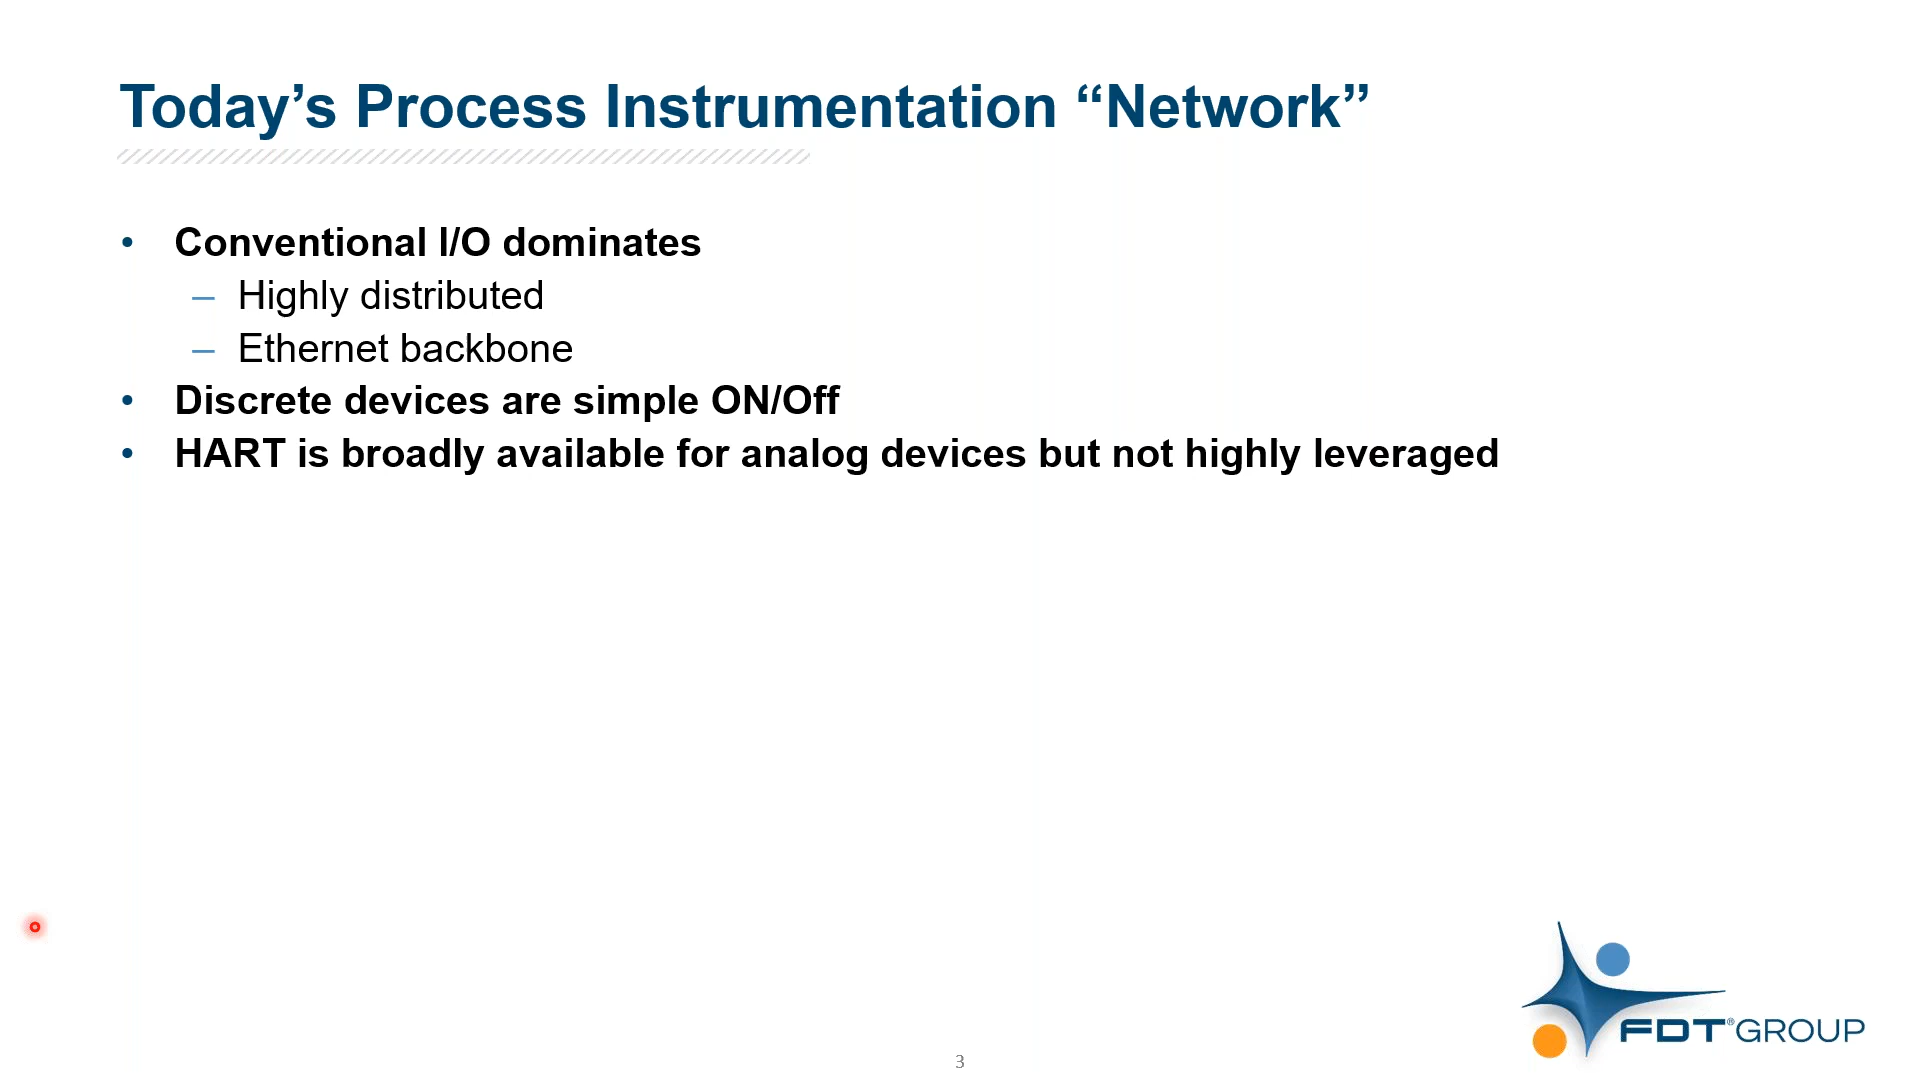 Today’s Process Instrumentation “Network”
• Conventional I/O dominates
– Highly distributed
– Ethernet backbone
• Discrete devices are simple ON/Off
• HART is broadly available for analog devices but not highly leveraged
FDT® GROUP
3